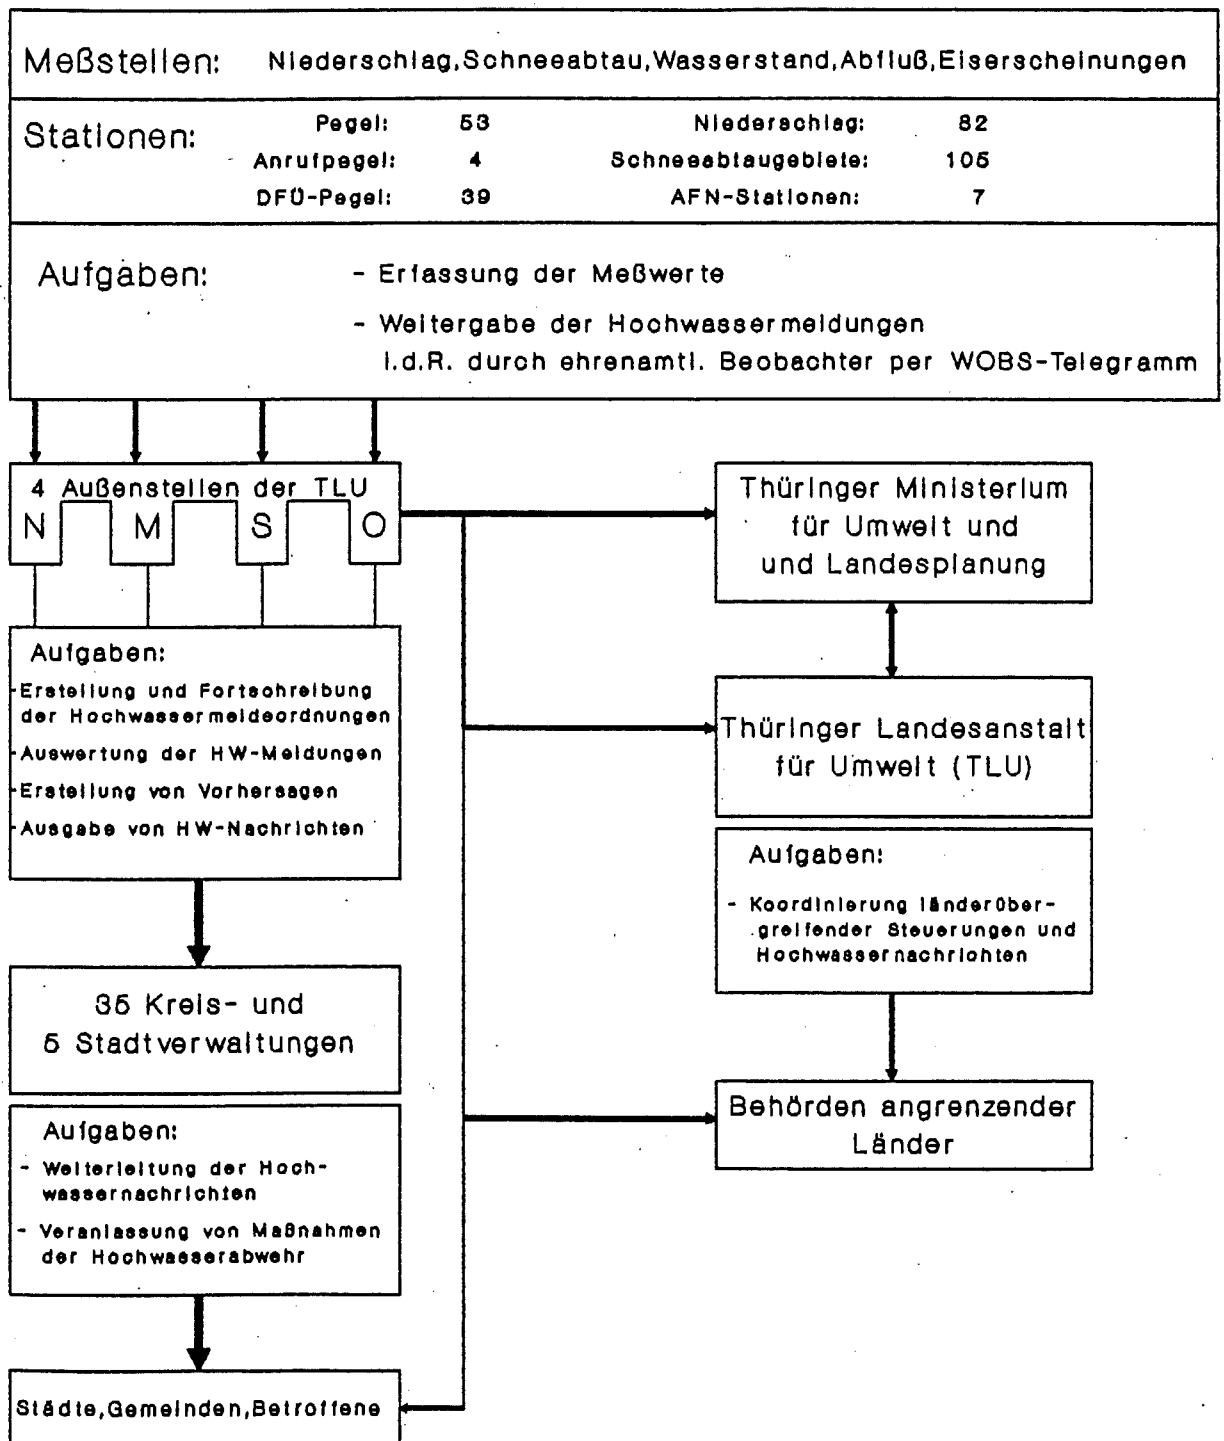 Meßstellen: Niederschlag,Schneeabtau,Wasserstand,Abfluß,Eiserscheinungen
Stationen: Pegel: 53 Niederschlag: 82
Anrufpegel: 4 Schneeabtaugebiete: 105
DFÜ-Pegel: 39 AFN-Stationen: 7
Aufgaben: - Erfassung der Meßwerte
- Weitergabe der Hochwassermeldungen
i.d.R. durch ehrenamtl. Beobachter per WOBS-Telegramm
4 Außenstellen der TLU
N M S O
Aufgaben:
-Erstellung und Fortschreibung
der Hochwassermeldeordnungen
-Auswertung der HW-Meldungen
-Erstellung von Vorhersagen
-Ausgabe von HW-Nachrichten
35 Kreis- und
5 Stadtverwaltungen
Aufgaben:
- Weiterleitung der Hoch-
wassernachrichten
- Veranlassung von Maßnahmen
der Hochwasserabwehr
Städte,Gemeinden,Betroffene
Thüringer Ministerium
für Umwelt und
und Landesplanung
Thüringer Landesanstalt
für Umwelt (TLU)
Aufgaben:
- Koordinierung länderüber-
greifender Steuerungen und
Hochwassernachrichten
Behörden angrenzender
Länder